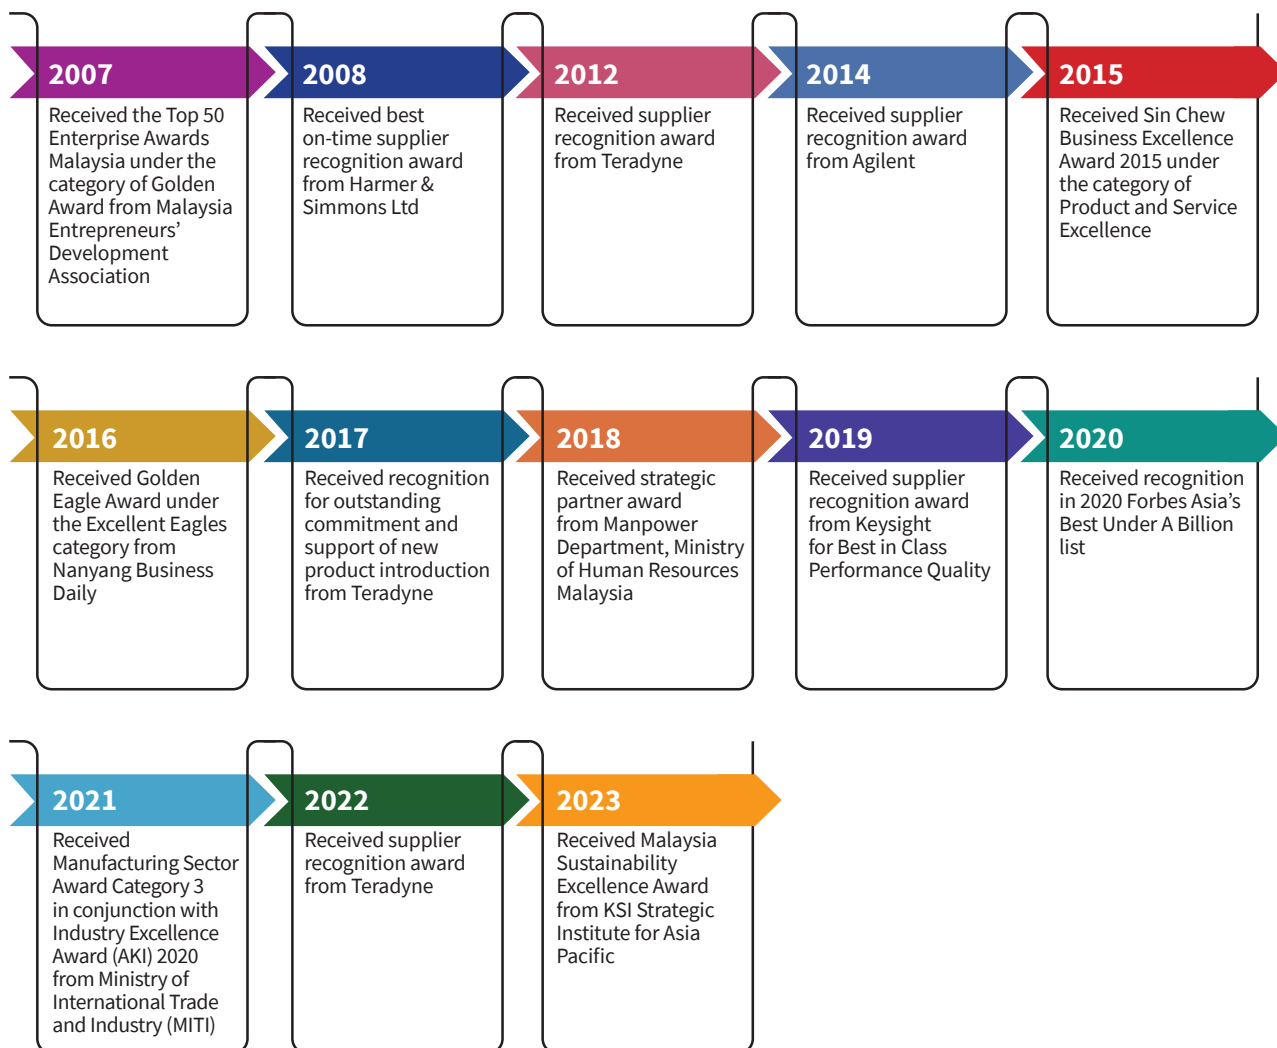 2007
Received the Top 50
Enterprise Awards
Malaysia under the
category of Golden
Award from Malaysia
Entrepreneurs’
Development
Association
2008
Received best
on-time supplier
recognition award
from Harmer &
Simmons Ltd
2012
Received supplier
recognition award
from Teradyne
2014
Received supplier
recognition award
from Agilent
2015
Received Sin Chew
Business Excellence
Award 2015 under
the category of
Product and Service
Excellence
2016
Received Golden
Eagle Award under
the Excellent Eagles
category from
Nanyang Business
Daily
2017
Received recognition
for outstanding
commitment and
support of new
product introduction
from Teradyne
2018
Received strategic
partner award
from Manpower
Department, Ministry
of Human Resources
Malaysia
2019
Received supplier
recognition award
from Keysight
for Best in Class
Performance Quality
2020
Received recognition
in 2020 Forbes Asia’s
Best Under A Billion
list
2021
Received
Manufacturing Sector
Award Category 3
in conjunction with
Industry Excellence
Award (AKI) 2020
from Ministry of
International Trade
and Industry (MITI)
2022
Received supplier
recognition award
from Teradyne
2023
Received Malaysia
Sustainability
Excellence Award
from KSI Strategic
Institute for Asia
Pacific